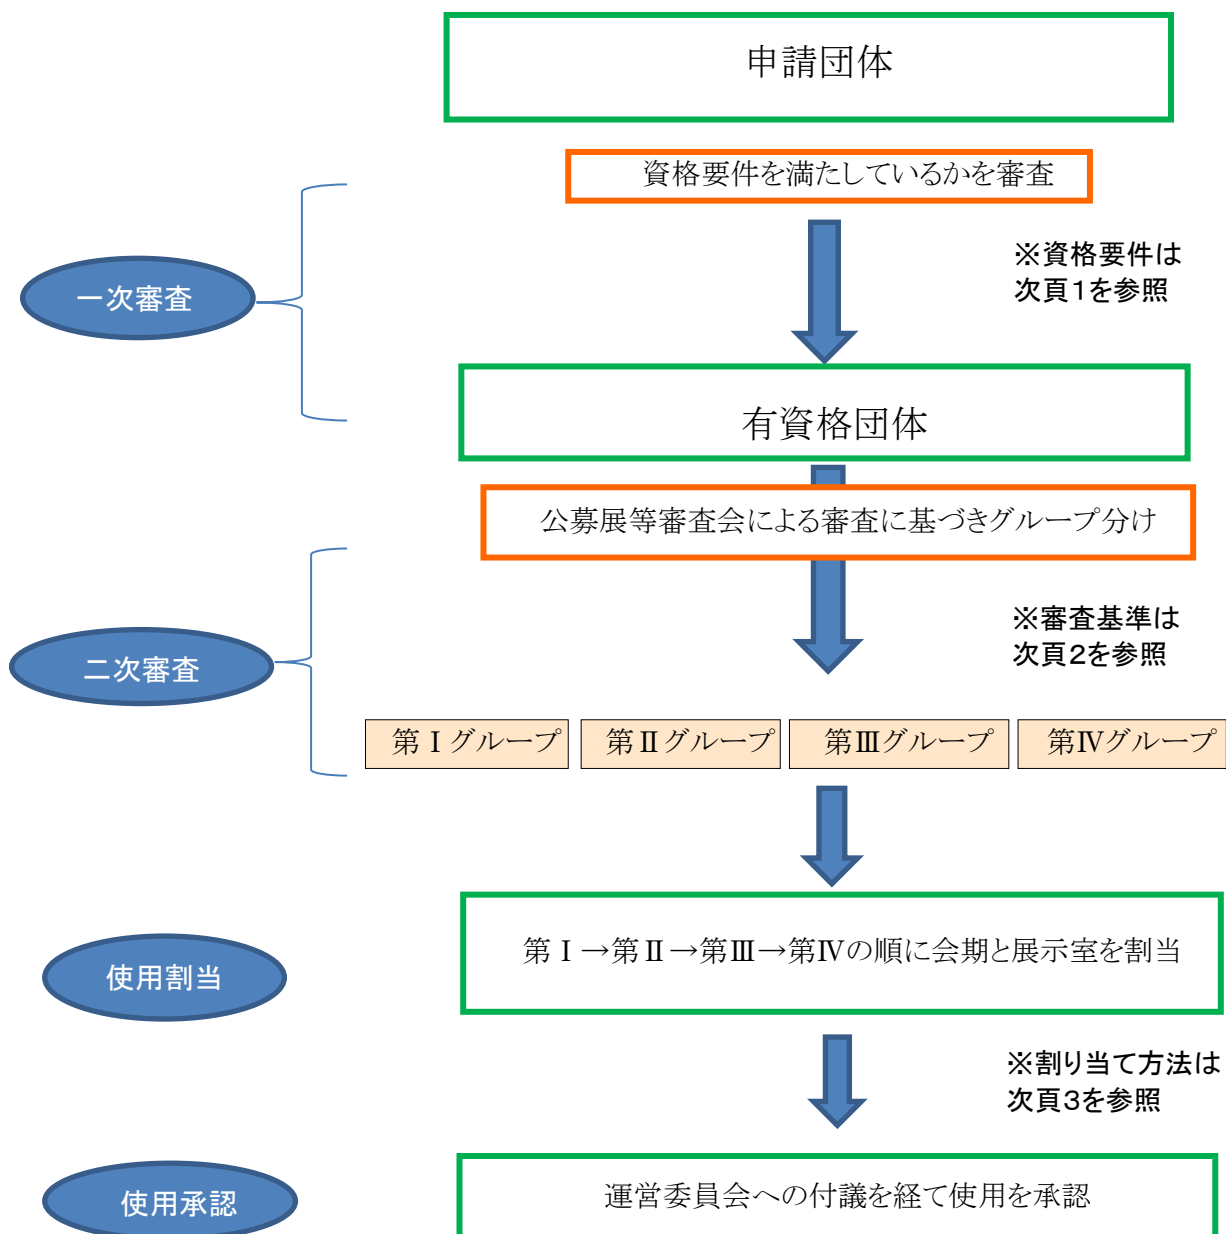 申請団体
資格要件を満たしているかを審査
※資格要件は
次頁1を参照
一次審査
有資格団体
公募展等審査会による審査に基づきグループ分け
※審査基準は
次頁2を参照
二次審査
第Ⅰグループ
第Ⅱグループ
第Ⅲグループ
第Ⅳグループ
第Ⅰ→第Ⅱ→第Ⅲ→第Ⅳの順に会期と展示室を割当
使用割当
※割り当て方法は
次頁3を参照
運営委員会への付議を経て使用を承認
使用承認